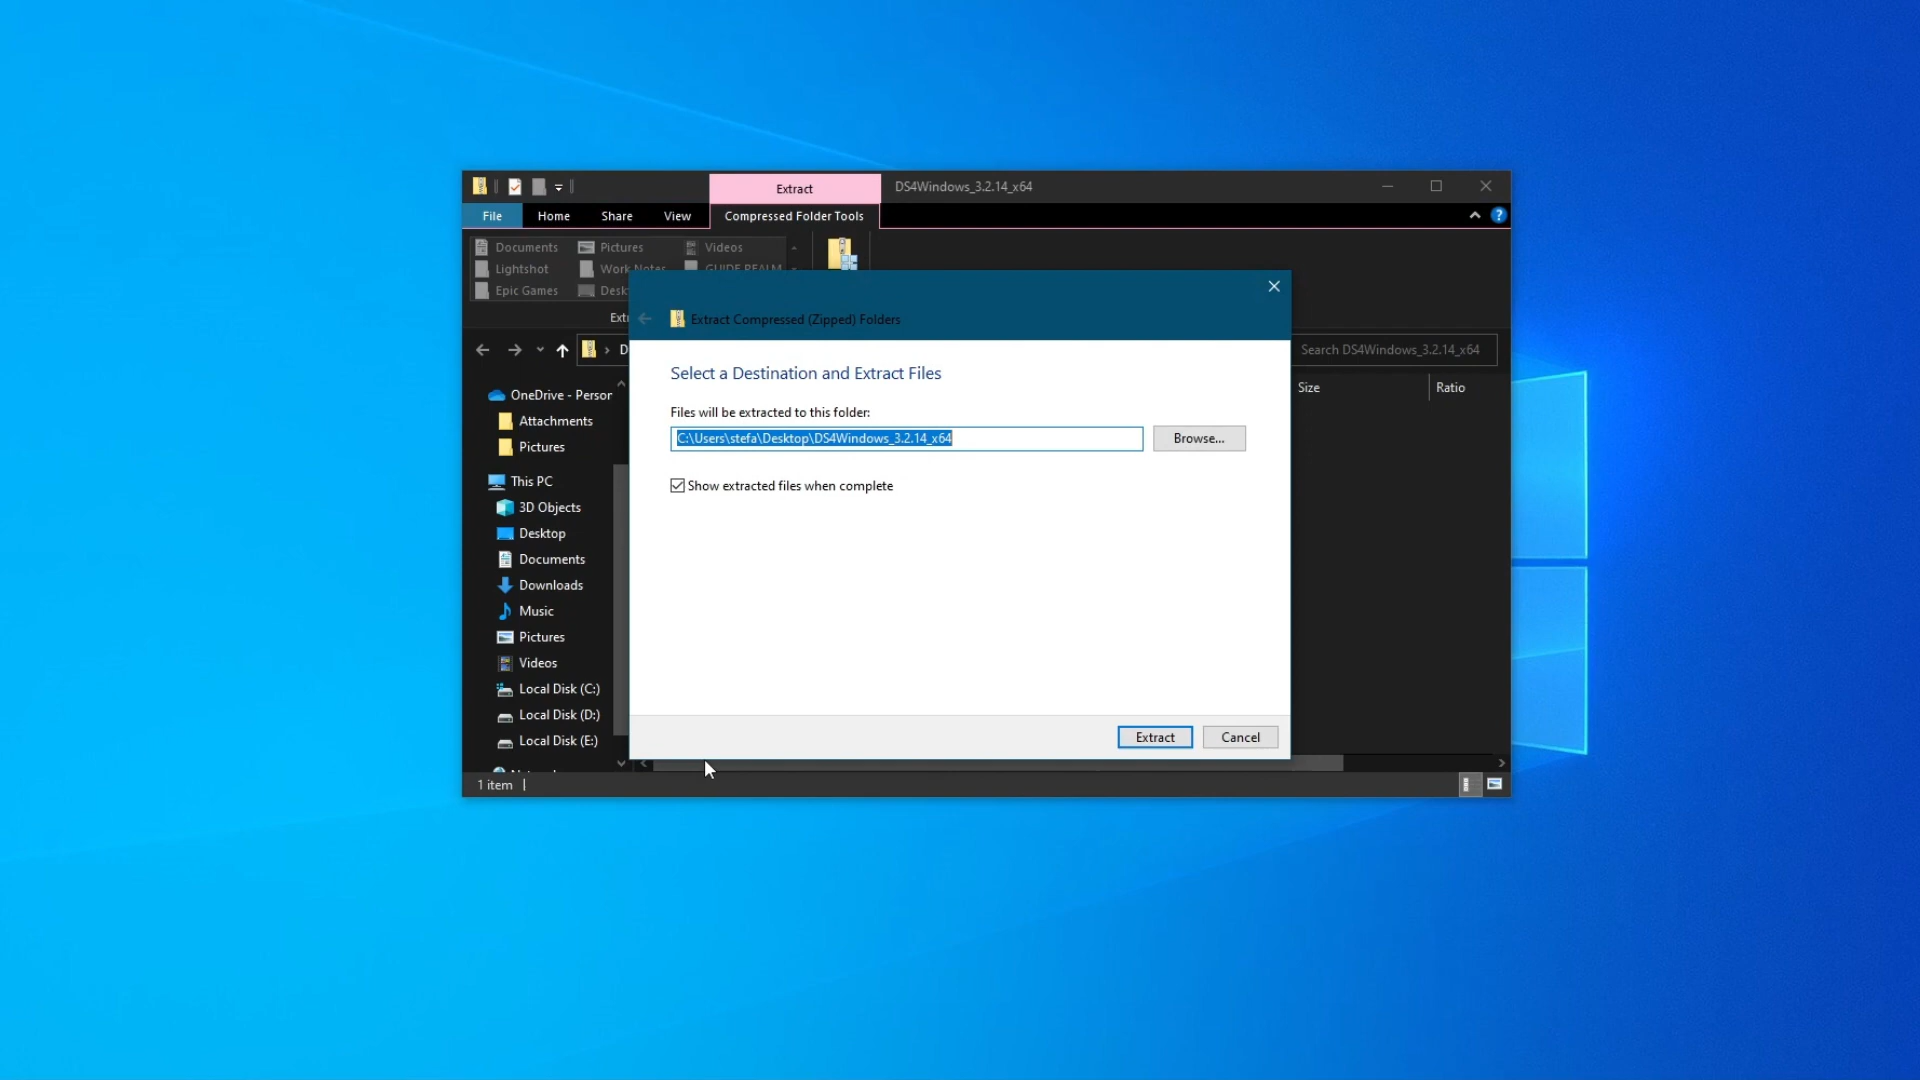 Extract
DS4Windows_3.2.14_x64
File
Home
Share
View
Compressed Folder Tools
?
Documents
Pictures
Videos
Lightshot
Work Notes
GUIDE REALM
Epic Games
Desk
Extr
D
Search DS4Windows_3.2.14_x64
Size
Ratio
OneDrive - Person
Attachments
Pictures
This PC
3D Objects
Desktop
Documents
Downloads
Music
Pictures
Videos
Local Disk (C:)
Local Disk (D:)
Local Disk (E:)
1 item
Extract Compressed (Zipped) Folders
Select a Destination and Extract Files
Files will be extracted to this folder:
C:\Users\stefa\Desktop\DS4Windows_3.2.14_x64
Browse...
Show extracted files when complete
Extract
Cancel